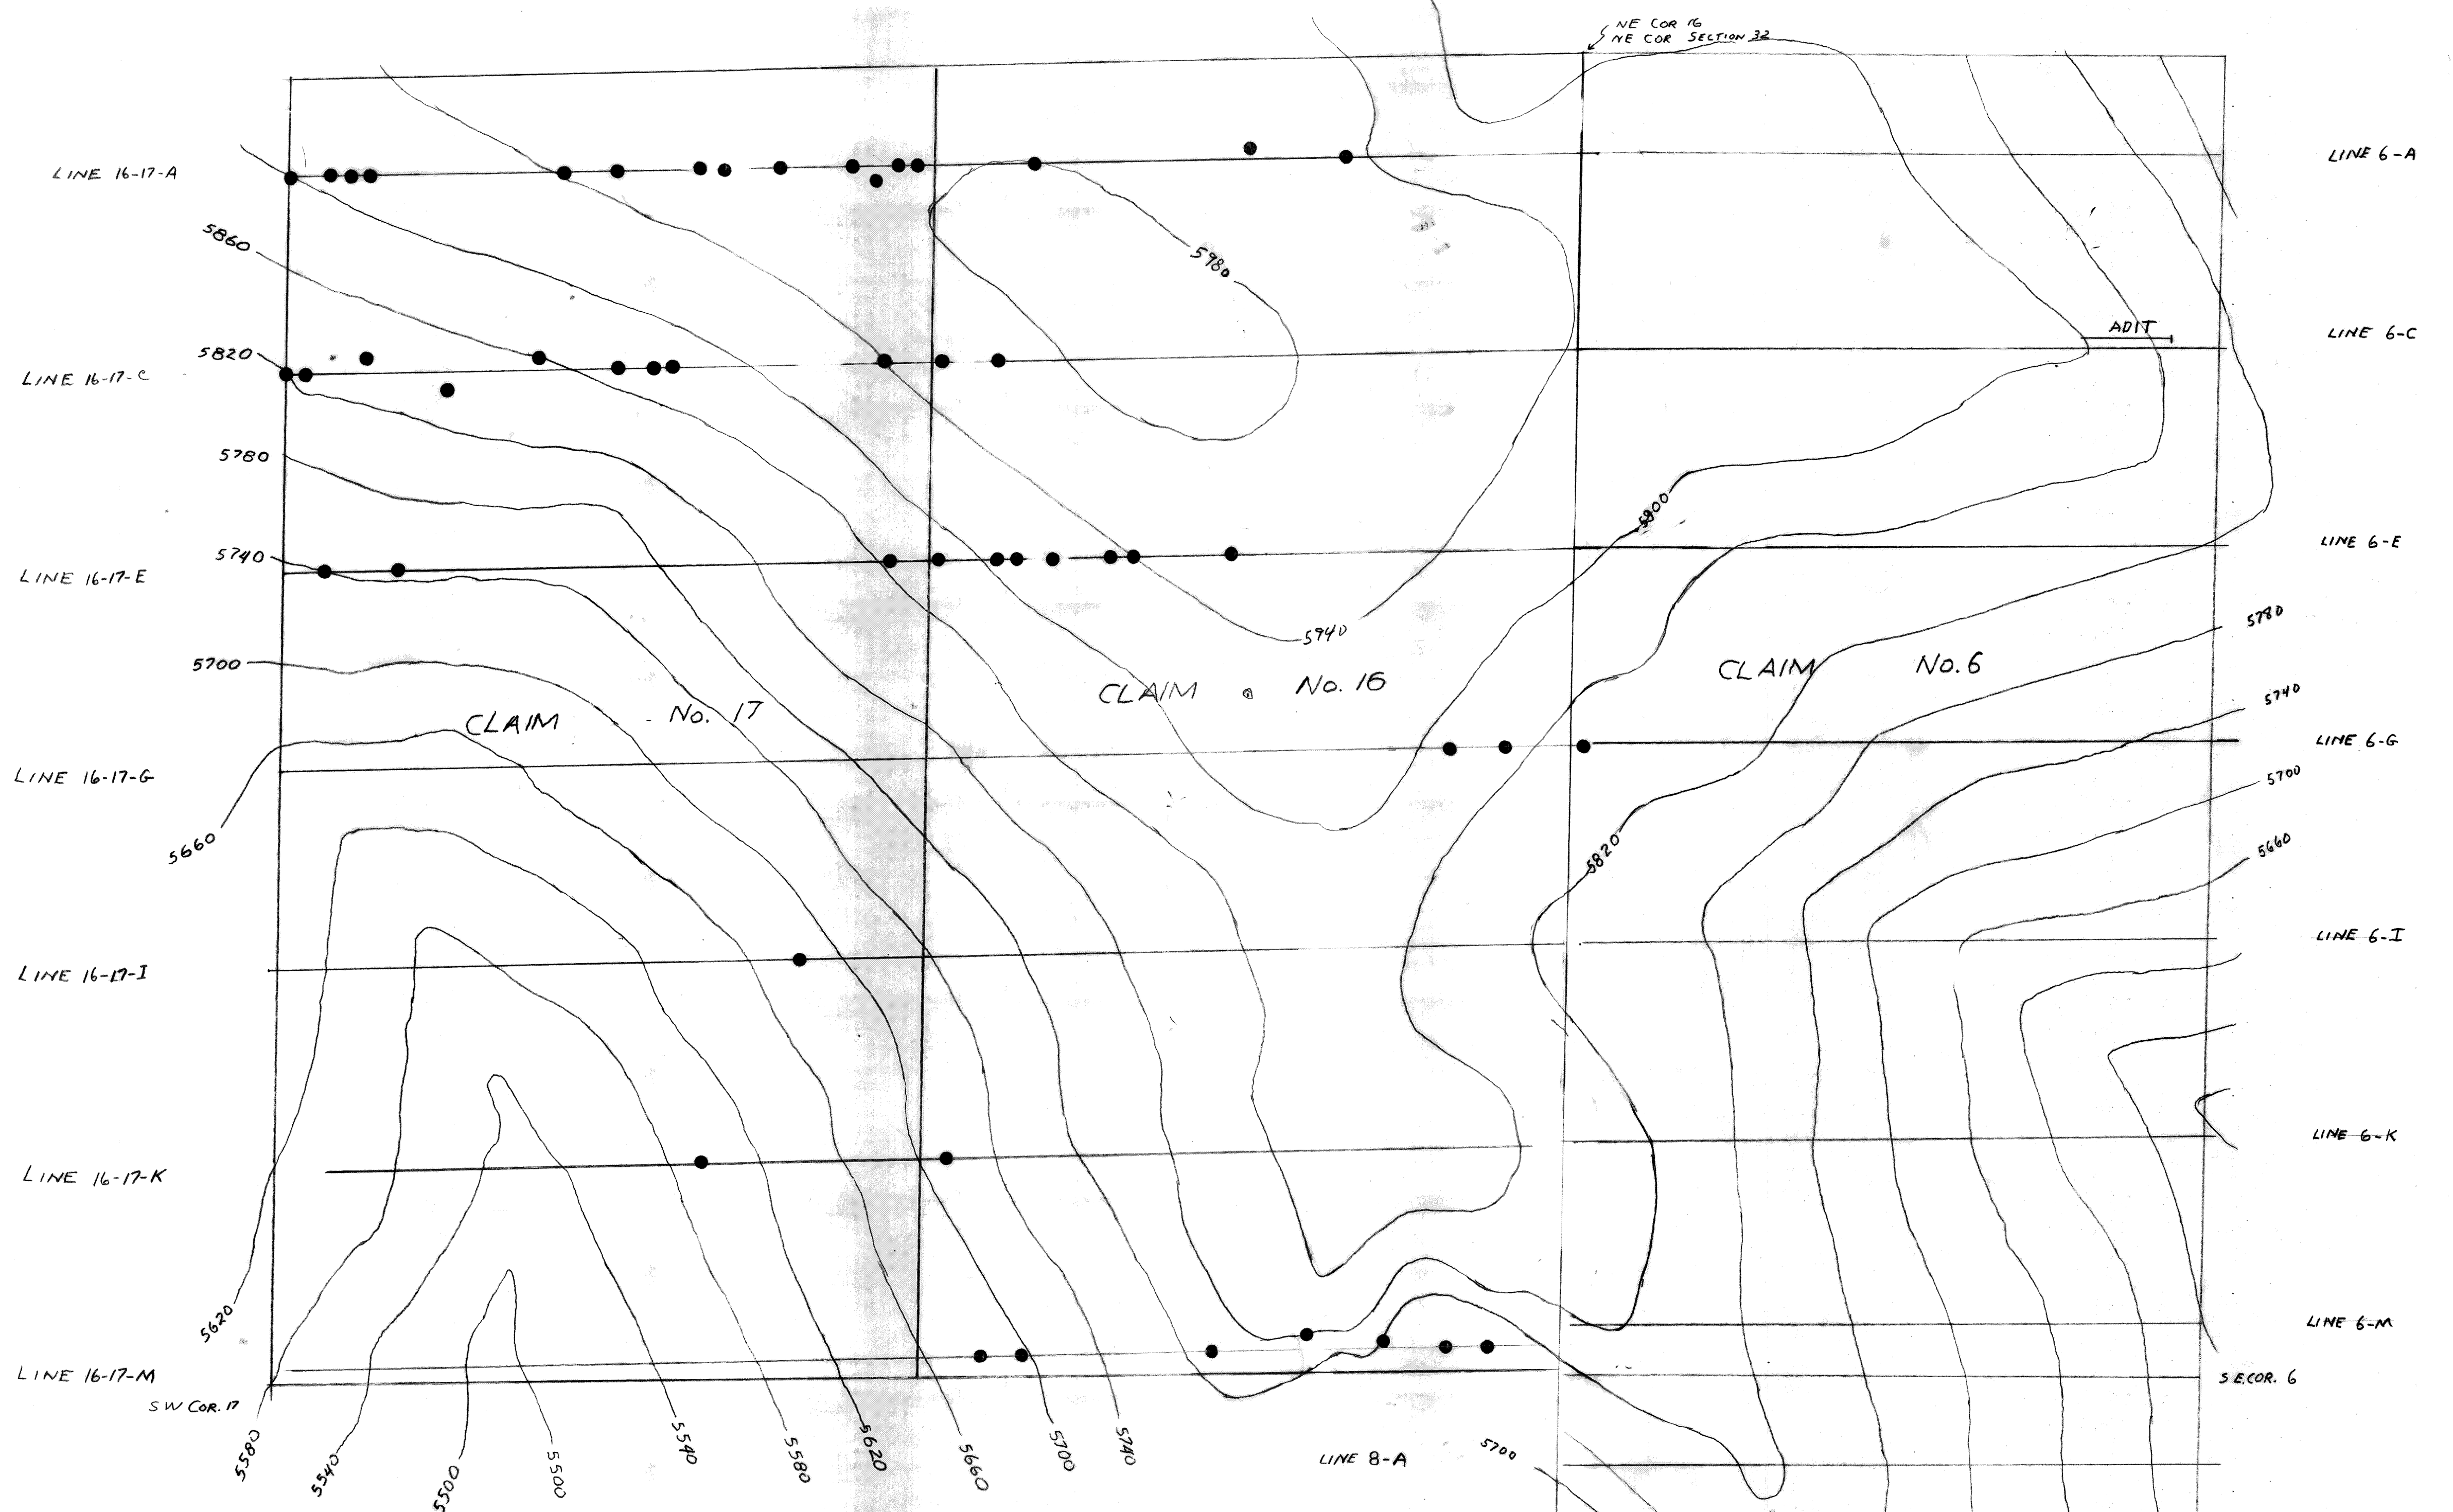 NE COR 16
NE COR SECTION 32
LINE 16-17-A
LINE 6-A
5860
5980
LINE 6-C
ADIT
5820
LINE 16-17-C
5780
5900
5740
LINE 6-E
LINE 16-17-E
5780
5940
5700
CLAIM No. 17
CLAIM No. 16
CLAIM No. 6
5740
LINE 6-G
LINE 16-17-G
5700
5660
5820
5660
LINE 6-I
LINE 16-17-I
LINE 6-K
LINE 16-17-K
5620
LINE 6-M
LINE 16-17-M
S.E.COR. 6
SW COR. 17
5580
5540
5500
5500
5540
5580
5620
5660
5700
5740
LINE 8-A
5700